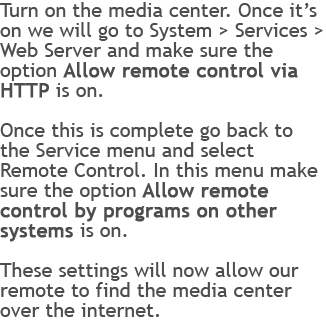 Turn on the media center. Once it’s
on we will go to System > Services >
Web Server and make sure the
option Allow remote control via
HTTP is on.
Once this is complete go back to
the Service menu and select
Remote Control. In this menu make
sure the option Allow remote
control by programs on other
systems is on.
These settings will now allow our
remote to find the media center
over the internet.